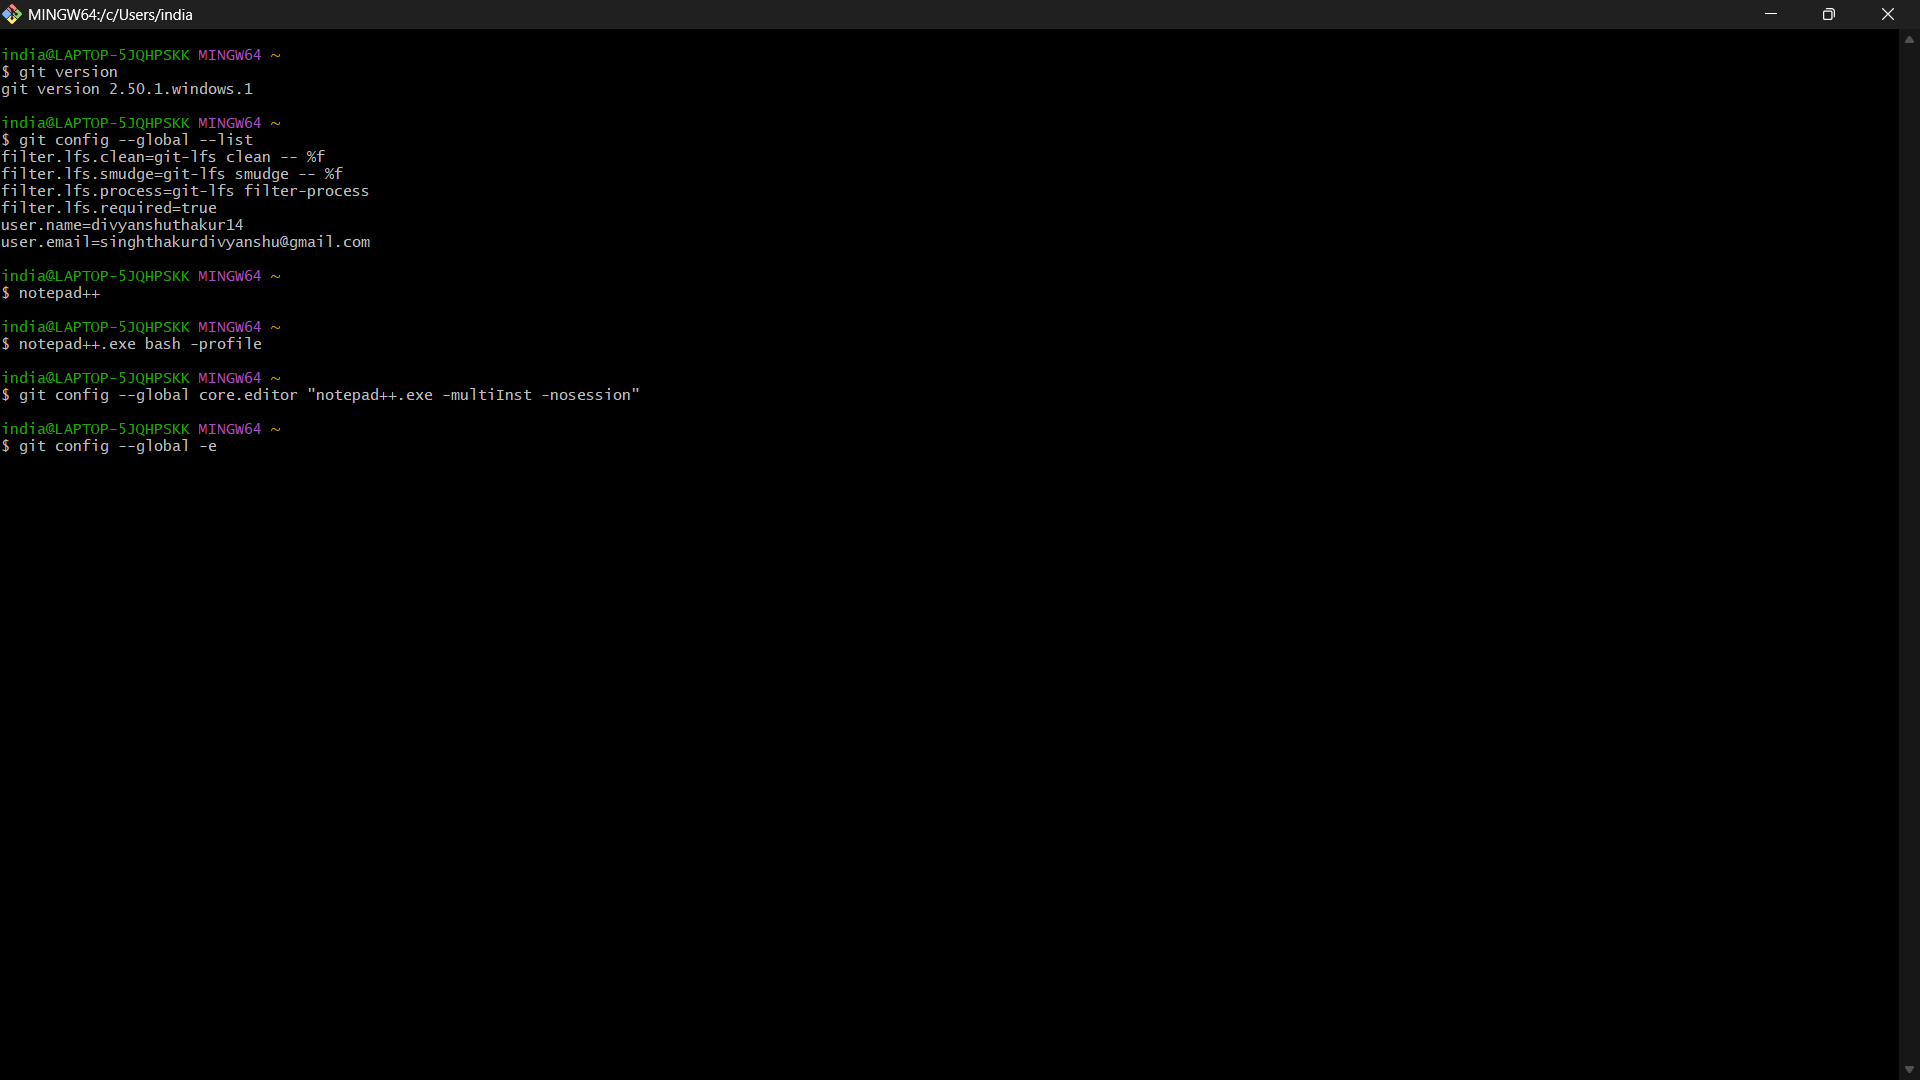 MINGW64:/c/Users/india
india@LAPTOP-5JQHPSKK MINGW64 ~
$ git version
git version 2.50.1.windows.1
india@LAPTOP-5JQHPSKK MINGW64 ~
$ git config --global --list
filter.lfs.clean=git-lfs clean -- %f
filter.lfs.smudge=git-lfs smudge -- %f
filter.lfs.process=git-lfs filter-process
filter.lfs.required=true
user.name=divyanshuthakur14
user.email=singhthakurdivyanshu@gmail.com
india@LAPTOP-5JQHPSKK MINGW64 ~
$ notepad++
india@LAPTOP-5JQHPSKK MINGW64 ~
$ notepad++.exe bash -profile
india@LAPTOP-5JQHPSKK MINGW64 ~
$ git config --global core.editor "notepad++.exe -multiInst -nosession"
india@LAPTOP-5JQHPSKK MINGW64 ~
$ git config --global -e